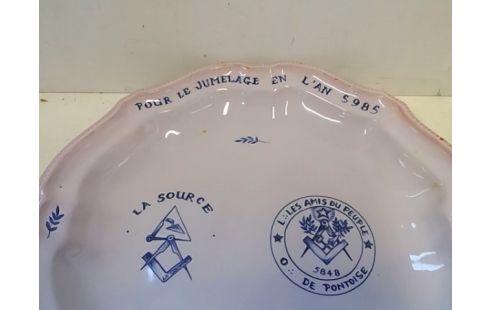 POUR LE JUMELAGE EN L'AN 5985
LA SOURCE
L∴ LES AMIS DU PEUPLE
5848
O∴ DE PONTOISE